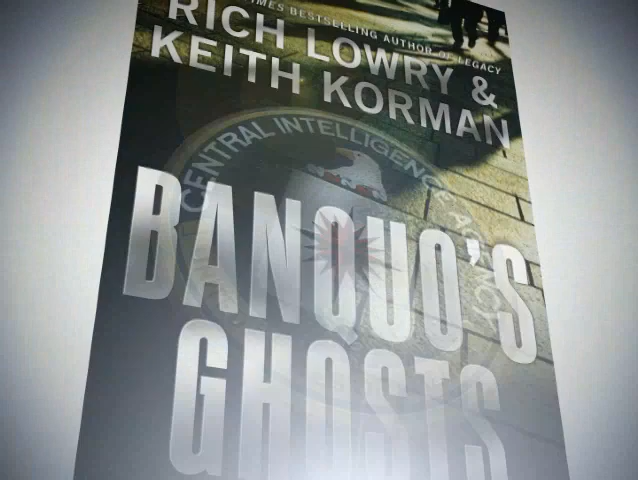 TIMES BESTSELLING AUTHOR OF LEGACY
RICH LOWRY &
KEITH KORMAN
CENTRAL INTELLIGENCE AGENCY
BANQUO'S
GHOSTS